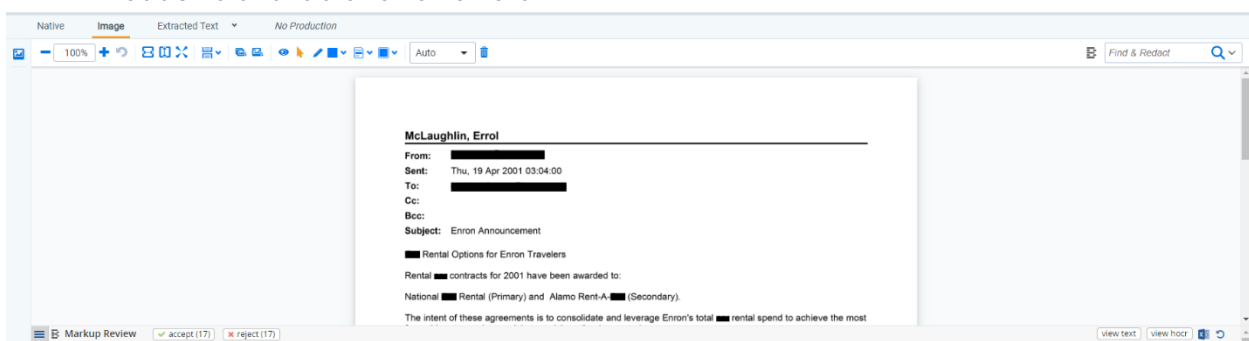 Native Image Extracted Text No Production
100% Auto Find & Redact
McLaughlin, Errol
From:
Sent: Thu, 19 Apr 2001 03:04:00
To:
Cc:
Bcc:
Subject: Enron Announcement
Rental Options for Enron Travelers
Rental contracts for 2001 have been awarded to:
National Rental (Primary) and Alamo Rent-A- (Secondary).
The intent of these agreements is to consolidate and leverage Enron's total rental spend to achieve the most
Markup Review accept (17) reject (17) view text view hocr